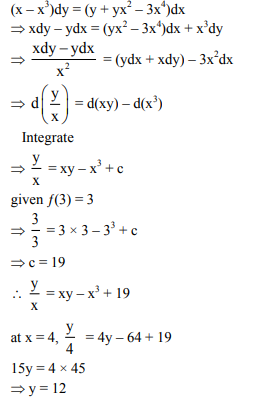 (x – x³)dy = (y + yx² – 3x⁴)dx
⇒ xdy – ydx = (yx² – 3x⁴)dx + x³dy
⇒ (xdy – ydx)/x² = (ydx + xdy) – 3x²dx
⇒ d(y/x) = d(xy) – d(x³)
Integrate
⇒ y/x = xy – x³ + c
given f(3) = 3
⇒ 3/3 = 3 × 3 – 3³ + c
⇒ c = 19
∴ y/x = xy – x³ + 19
at x = 4, y/4 = 4y – 64 + 19
15y = 4 × 45
⇒ y = 12